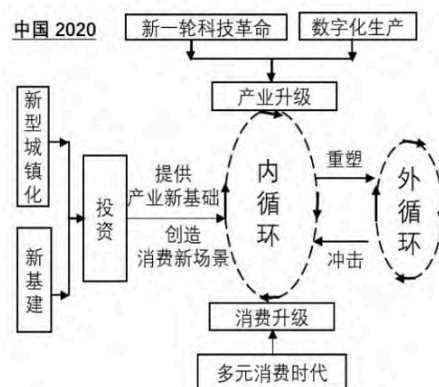 中国 2020
新一轮科技革命
数字化生产
产业升级
新型城镇化
新基建
投资
提供
产业新基础
创造
消费新场景
内循环
重塑
冲击
外循环
消费升级
多元消费时代